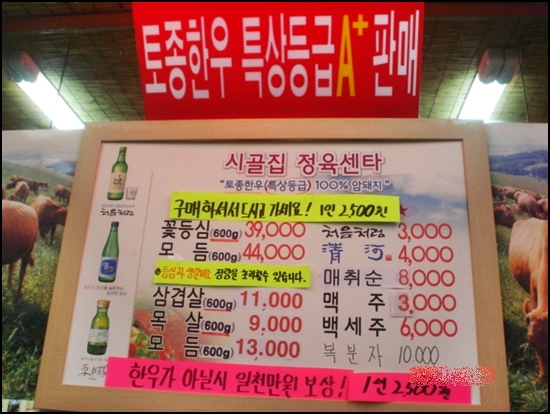 토종한우 특상등급 A+ 판매
시골집 정육센타
"토종한우(특상등급) 100% 암돼지"
구매하셔서 드시고 가세요! 1인 2,500원
꽃등심(600g) 39,000
모듬(600g) 44,000
※등심과 생갈비는 정량을 초과할수 있습니다.
삼겹살(600g) 11,000
목살(600g) 9,000
모듬(600g) 13,000
처음처럼 3,000
清河 4,000
매취순 8,000
맥주 3,000
백세주 6,000
복분자 10,000
한우가 아닐시 일천만원 보상! 1인 2,500원
처음처럼